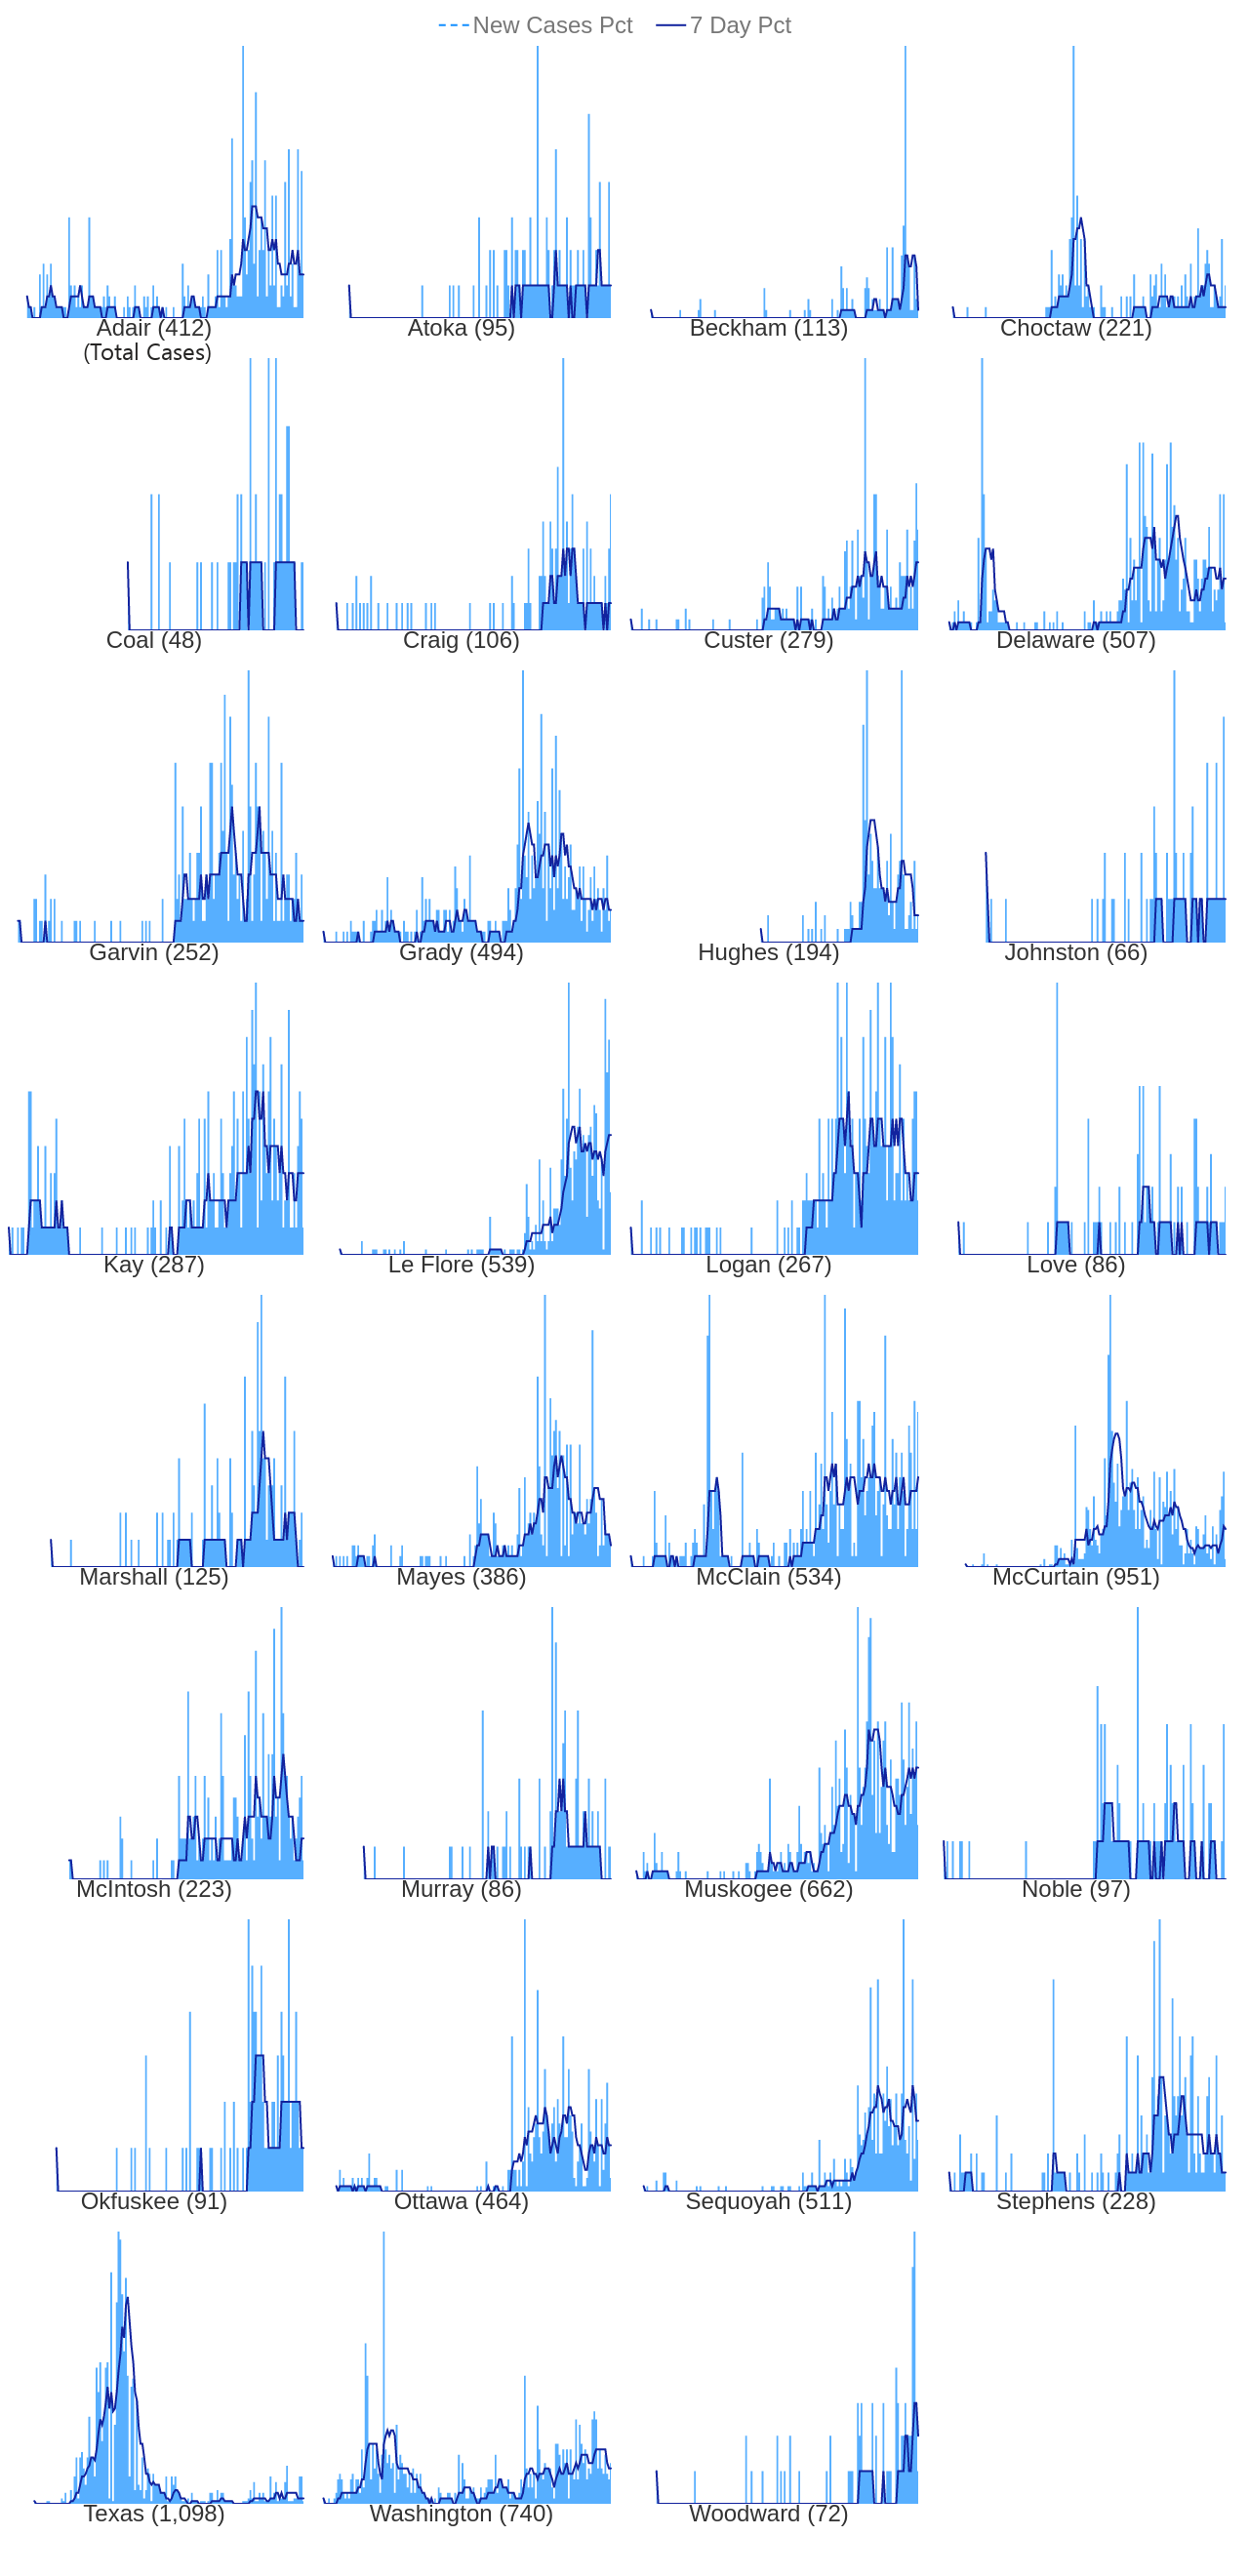 New Cases Pct 7 Day Pct
Adair (412) Atoka (95) Beckham (113) Choctaw (221)
(Total Cases)
Coal (48) Craig (106) Custer (279) Delaware (507)
Garvin (252) Grady (494) Hughes (194) Johnston (66)
Kay (287) Le Flore (539) Logan (267) Love (86)
Marshall (125) Mayes (386) McClain (534) McCurtain (951)
McIntosh (223) Murray (86) Muskogee (662) Noble (97)
Okfuskee (91) Ottawa (464) Sequoyah (511) Stephens (228)
Texas (1,098) Washington (740) Woodward (72)